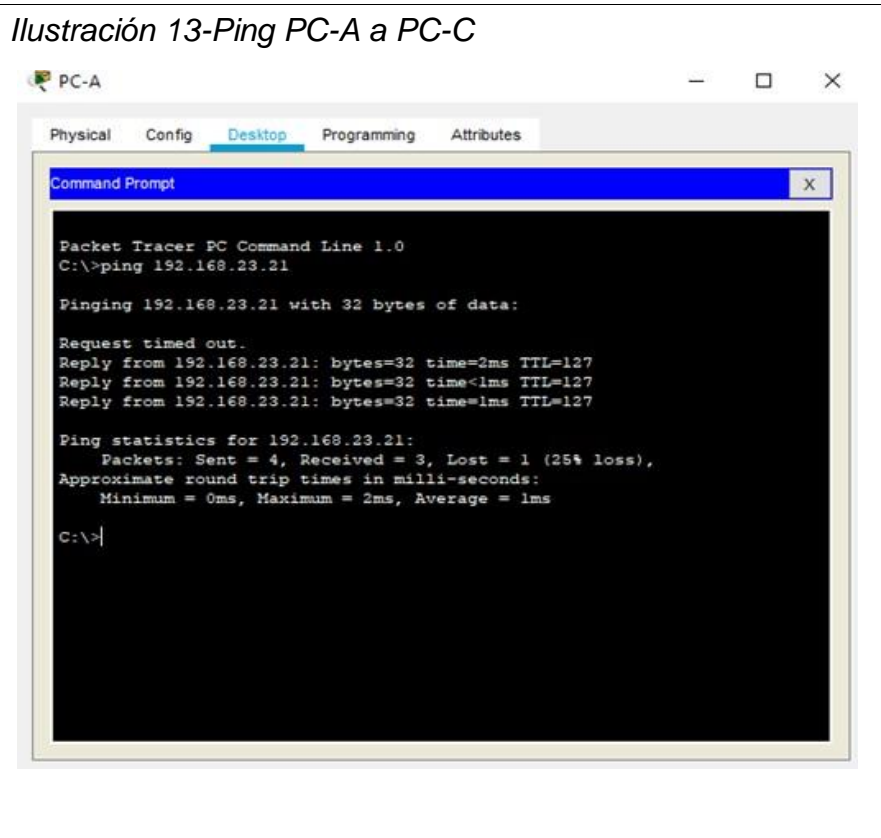 Ilustración 13-Ping PC-A a PC-C
PC-A
Physical Config Desktop Programming Attributes
Command Prompt X
Packet Tracer PC Command Line 1.0
C:\>ping 192.168.23.21
Pinging 192.168.23.21 with 32 bytes of data:
Request timed out.
Reply from 192.168.23.21: bytes=32 time=2ms TTL=127
Reply from 192.168.23.21: bytes=32 time<1ms TTL=127
Reply from 192.168.23.21: bytes=32 time=1ms TTL=127
Ping statistics for 192.168.23.21:
Packets: Sent = 4, Received = 3, Lost = 1 (25% loss),
Approximate round trip times in milli-seconds:
Minimum = 0ms, Maximum = 2ms, Average = 1ms
C:\>